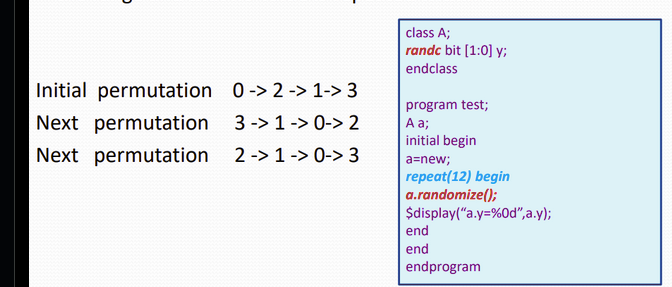 Initial permutation 0 -> 2 -> 1-> 3
Next permutation 3 -> 1 -> 0-> 2
Next permutation 2 -> 1 -> 0-> 3
class A;
randc bit [1:0] y;
endclass
program test;
A a;
initial begin
a=new;
repeat(12) begin
a.randomize();
$display(“a.y=%0d”,a.y);
end
end
endprogram